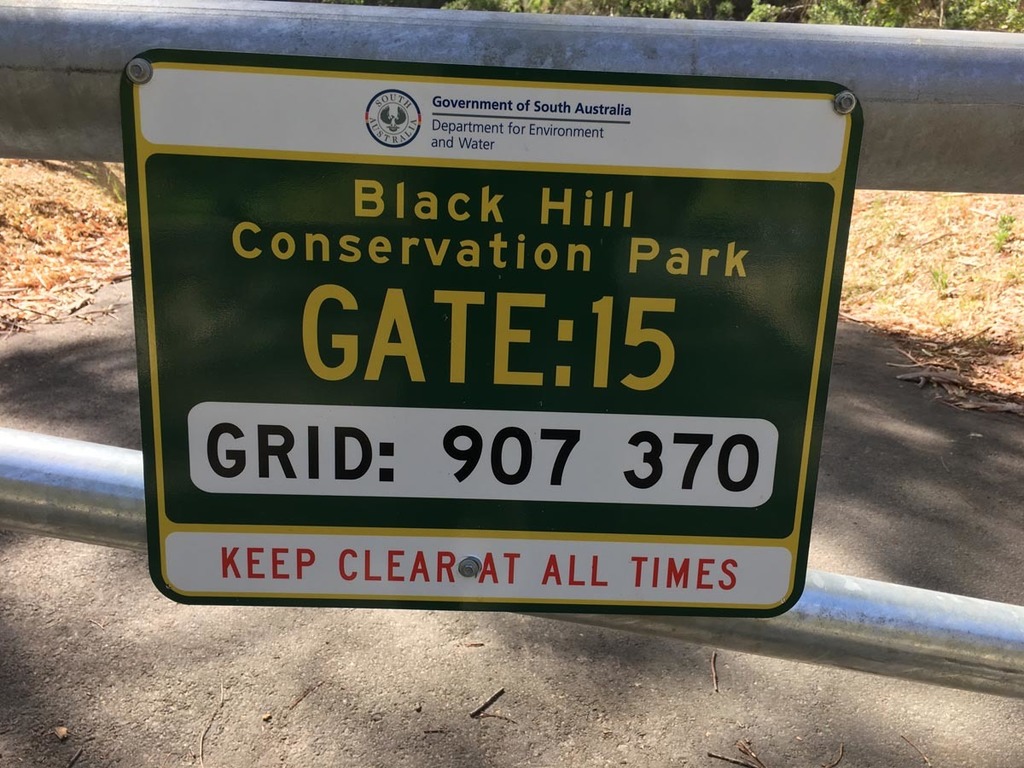 SOUTH AUSTRALIA
Government of South Australia
Department for Environment
and Water
Black Hill
Conservation Park
GATE:15
GRID: 907 370
KEEP CLEAR AT ALL TIMES